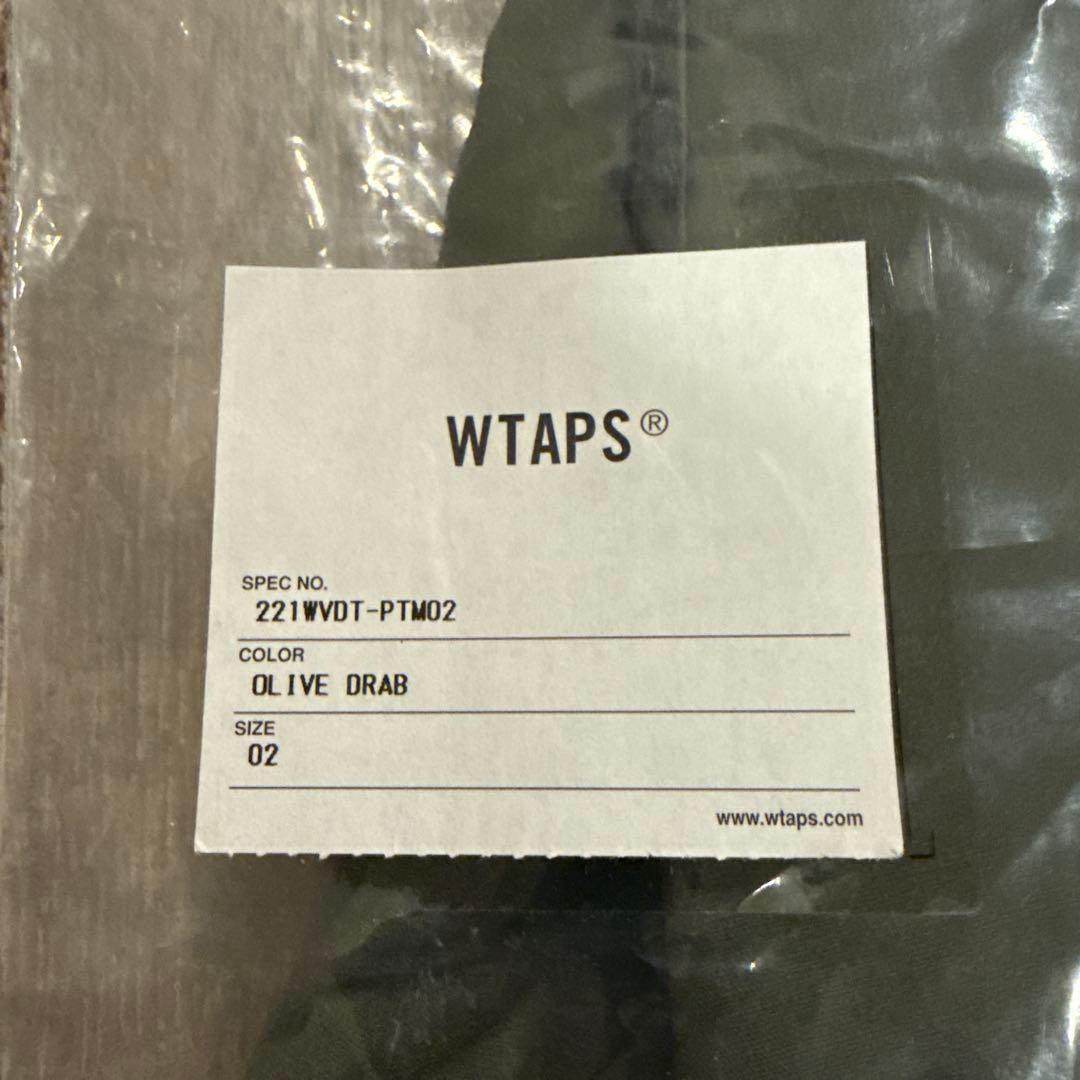 WTAPS®
SPEC NO.
221WVDT-PTM02
COLOR
OLIVE DRAB
SIZE
02
www.wtaps.com